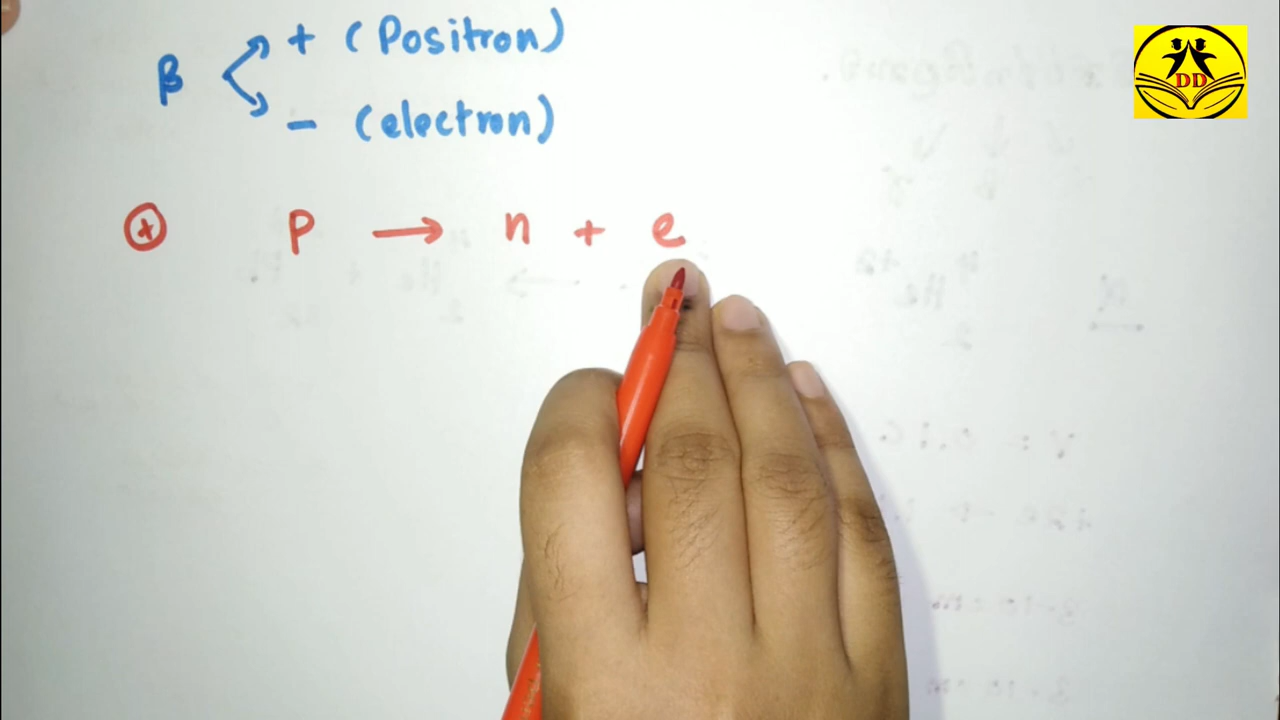 β + (Positron)
- (electron)
⊕ P → n + e
DD